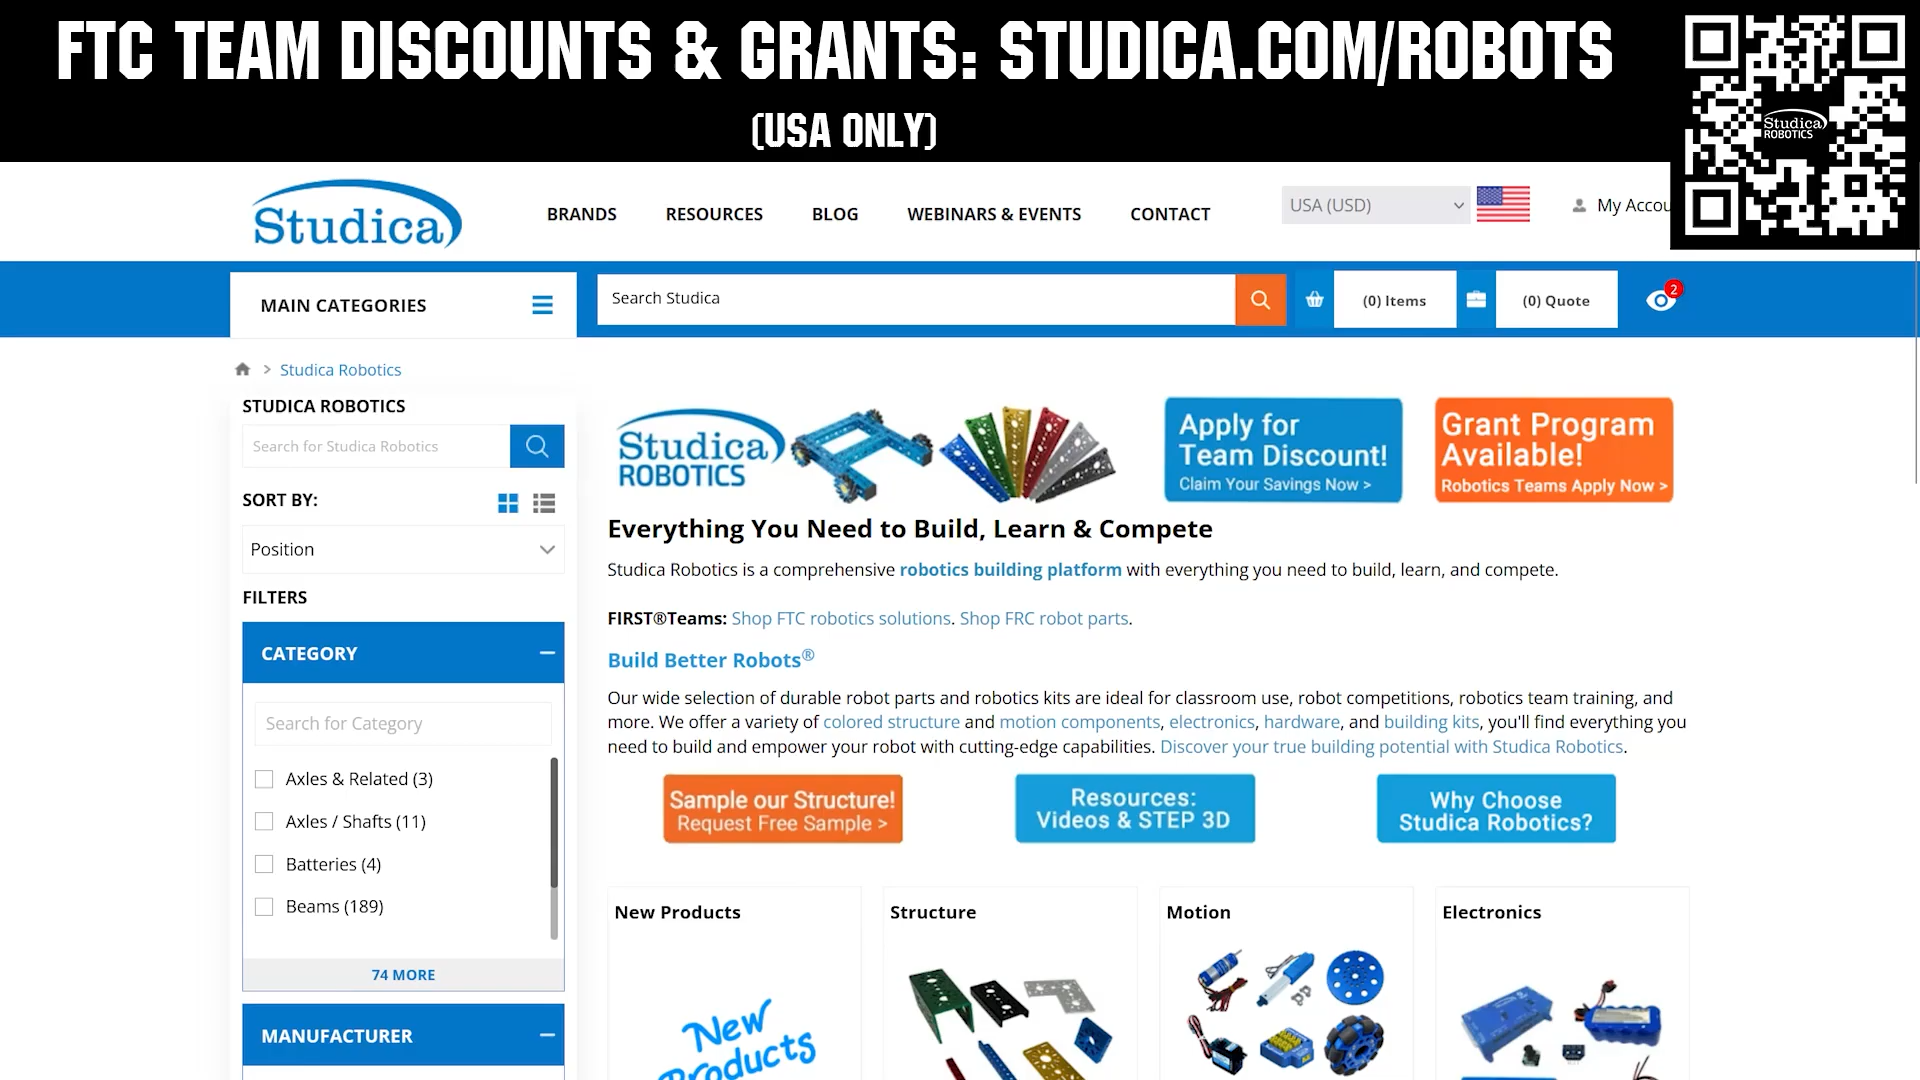 FTC TEAM DISCOUNTS & GRANTS: STUDICA.COM/ROBOTS
(USA ONLY)
Studica ROBOTICS
Studica
BRANDS
RESOURCES
BLOG
WEBINARS & EVENTS
CONTACT
USA (USD)
My Accou
MAIN CATEGORIES
Search Studica
(0) Items
(0) Quote
2
> Studica Robotics
STUDICA ROBOTICS
Search for Studica Robotics
SORT BY:
Position
FILTERS
CATEGORY
Search for Category
Axles & Related (3)
Axles / Shafts (11)
Batteries (4)
Beams (189)
74 MORE
MANUFACTURER
Studica
ROBOTICS
Apply for
Team Discount!
Claim Your Savings Now >
Grant Program
Available!
Robotics Teams Apply Now >
Everything You Need to Build, Learn & Compete
Studica Robotics is a comprehensive robotics building platform with everything you need to build, learn, and compete.
FIRST®Teams: Shop FTC robotics solutions. Shop FRC robot parts.
Build Better Robots®
Our wide selection of durable robot parts and robotics kits are ideal for classroom use, robot competitions, robotics team training, and
more. We offer a variety of colored structure and motion components, electronics, hardware, and building kits, you'll find everything you
need to build and empower your robot with cutting-edge capabilities. Discover your true building potential with Studica Robotics.
Sample our Structure!
Request Free Sample >
Resources:
Videos & STEP 3D
Why Choose
Studica Robotics?
New Products
Structure
Motion
Electronics
New
Products